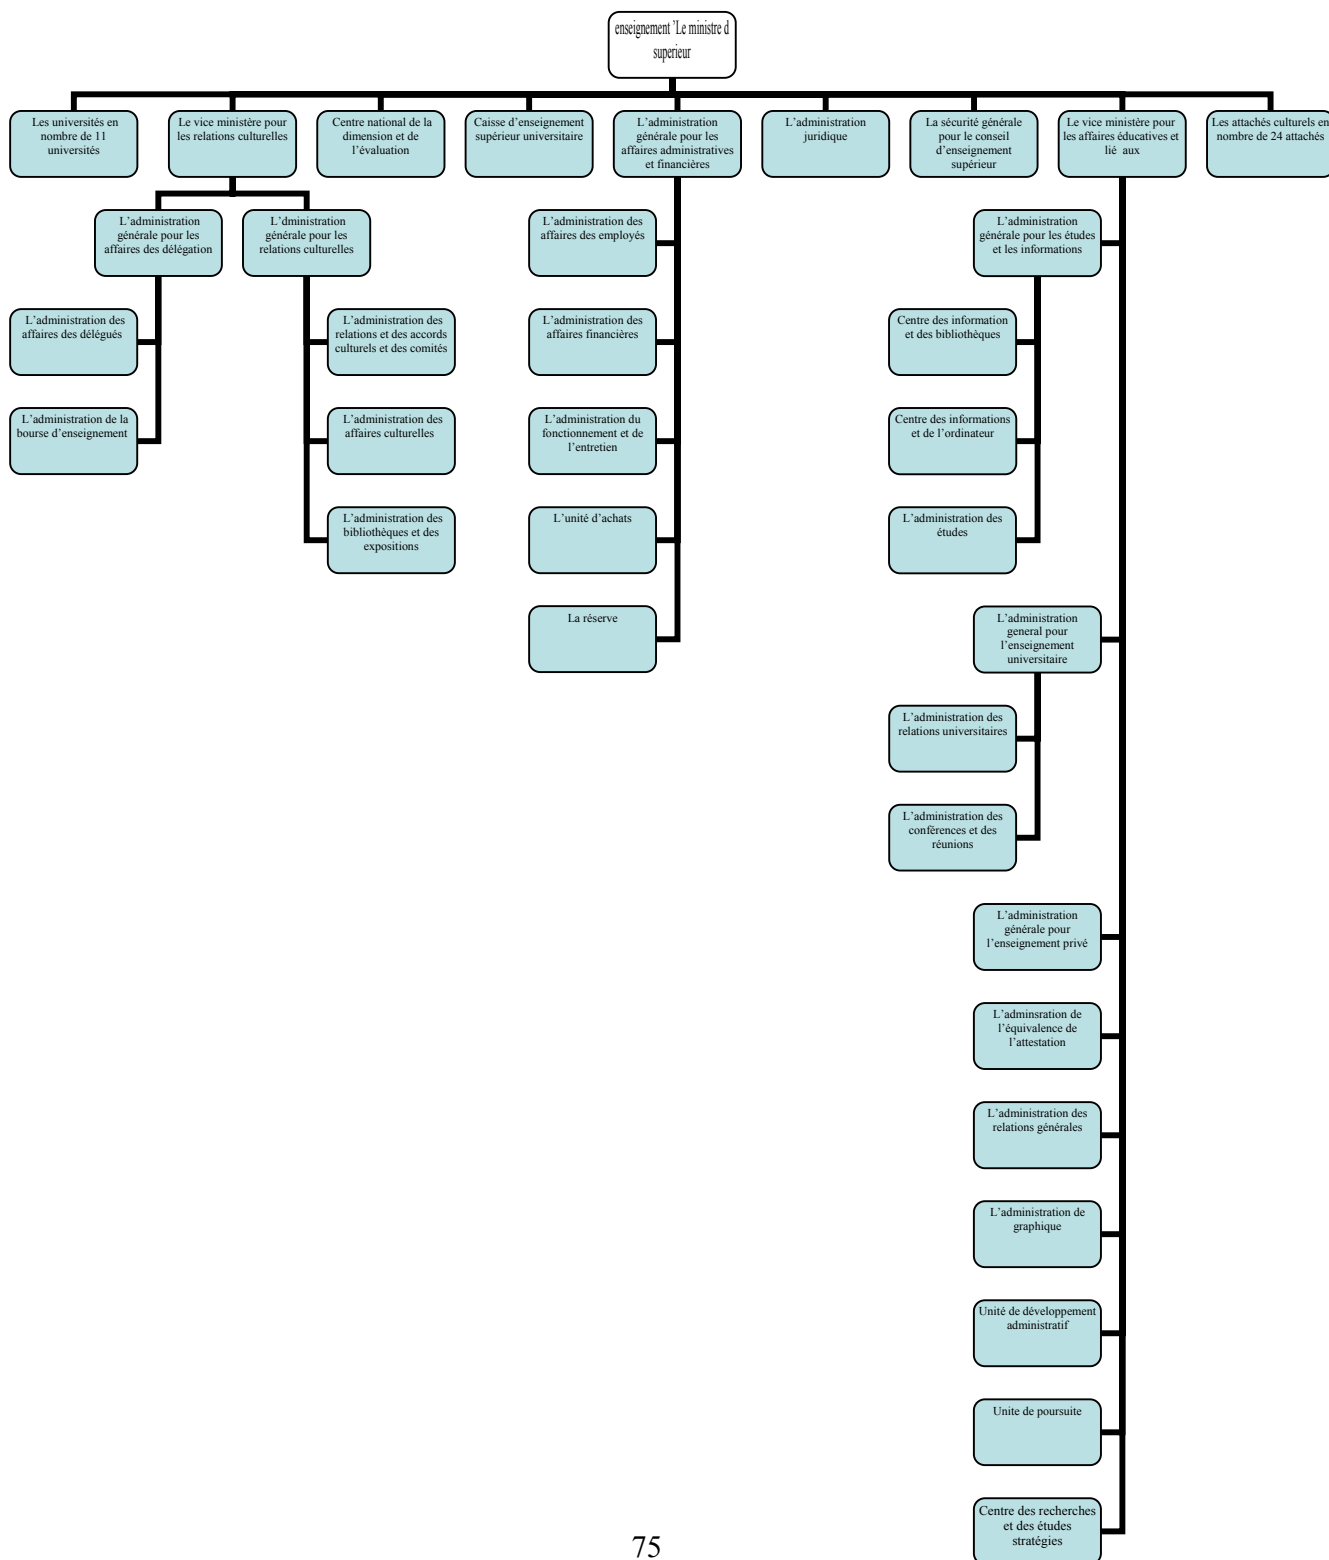 enseignement 'Le ministre d
superieur
Les universités en
nombre de 11
universités
Le vice ministère pour
les relations culturelles
Centre national de la
dimension et de
l'évaluation
Caisse d'enseignement
supérieur universitaire
L'administration
générale pour les
affaires administratives
et financières
L'administration
juridique
La sécurité générale
pour le conseil
d'enseignement
supérieur
Le vice ministère pour
les affaires éducatives et
lié aux
Les attachés culturels en
nombre de 24 attachés
L'administration
générale pour les
affaires des délégation
L'dministration
générale pour les
relations culturelles
L'administration des
affaires des délégués
L'administration de la
bourse d'enseignement
L'administration des
relations et des accords
culturels et des comités
L'administration des
affaires culturelles
L'administration des
bibliothèques et des
expositions
L'administration des
affaires des employés
L'administration des
affaires financières
L'administration du
fonctionnement et de
l'entretien
L'unité d'achats
La réserve
L'administration
générale pour les études
et les informations
Centre des information
et des bibliothèques
Centre des informations
et de l'ordinateur
L'administration des
études
L'administration
general pour
l'enseignement
universitaire
L'administration des
relations universitaires
L'administration des
conférences et des
réunions
L'administration
générale pour
l'enseignement privé
L'adminsration de
l'équivalence de
l'attestation
L'administration des
relations générales
L'administration de
graphique
Unité de développement
administratif
Unite de poursuite
Centre des recherches
et des études
stratégies
75